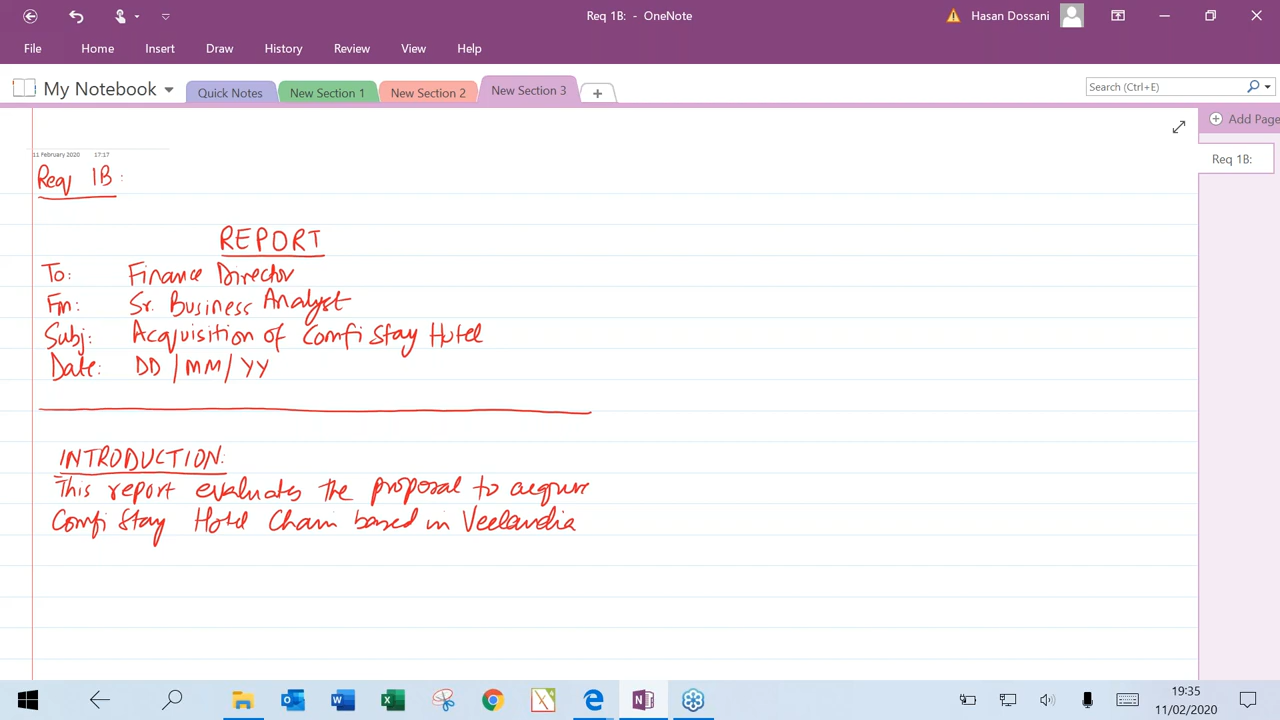 Req 1B: - OneNote
Hasan Dossani
File Home Insert Draw History Review View Help
My Notebook
Quick Notes New Section 1 New Section 2 New Section 3 +
Search (Ctrl+E)
Add Page
Req 1B:
11 February 2020 17:17
Req 1B:
REPORT
To: Finance Director
Fm: Sr. Business Analyst
Subj: Acquisition of Comfi Stay Hotel
Date: DD/MM/YY
INTRODUCTION:
This report evaluates the proposal to acquire
Comfi Stay Hotel Chain based in Veelandia
19:35
11/02/2020